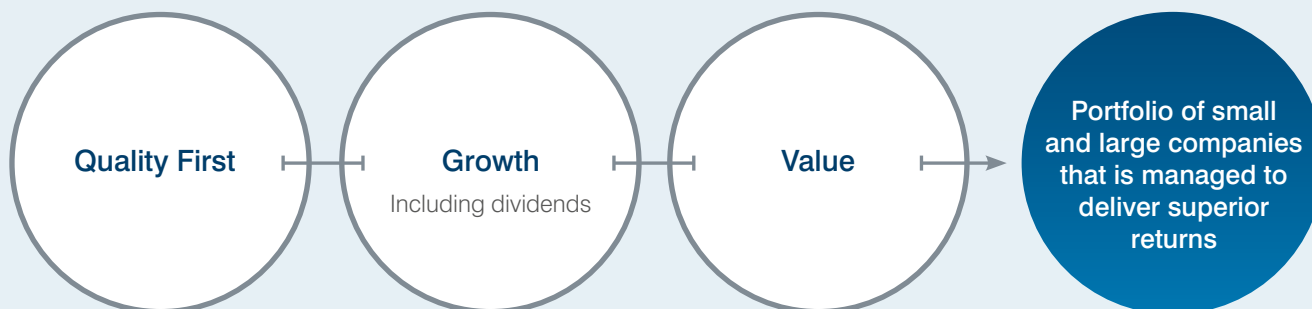 Quality First
Growth
Including dividends
Value
Portfolio of small
and large companies
that is managed to
deliver superior
returns